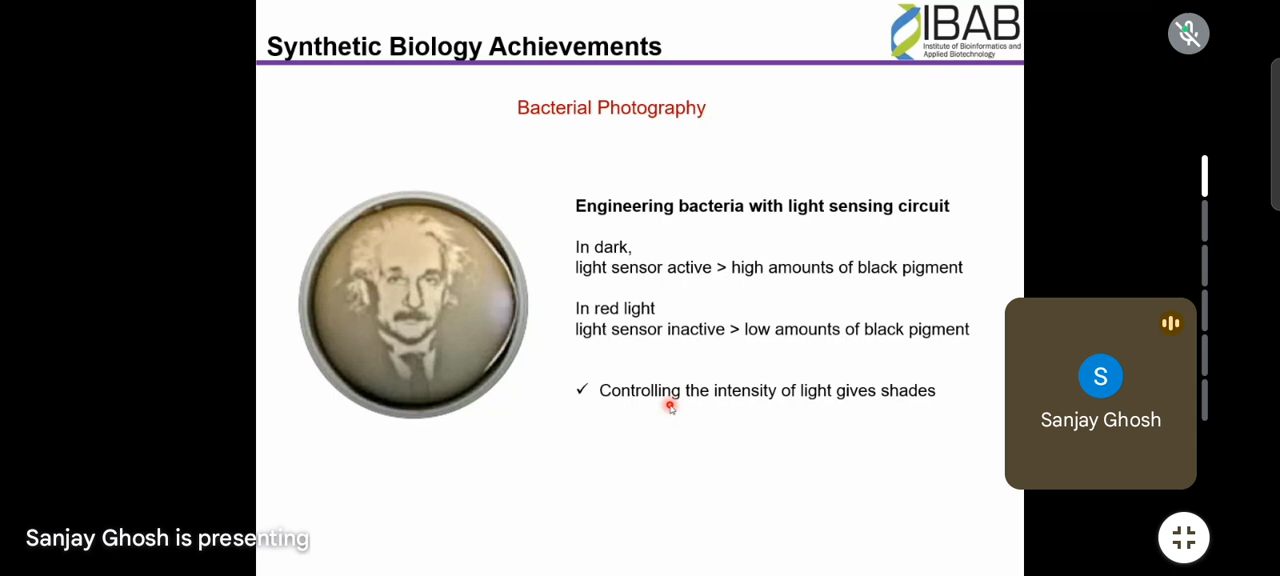 Synthetic Biology Achievements
IBAB
Institute of Bioinformatics and
Applied Biotechnology
Bacterial Photography
Engineering bacteria with light sensing circuit
In dark,
light sensor active > high amounts of black pigment
In red light
light sensor inactive > low amounts of black pigment
✓ Controlling the intensity of light gives shades
S
Sanjay Ghosh
Sanjay Ghosh is presenting